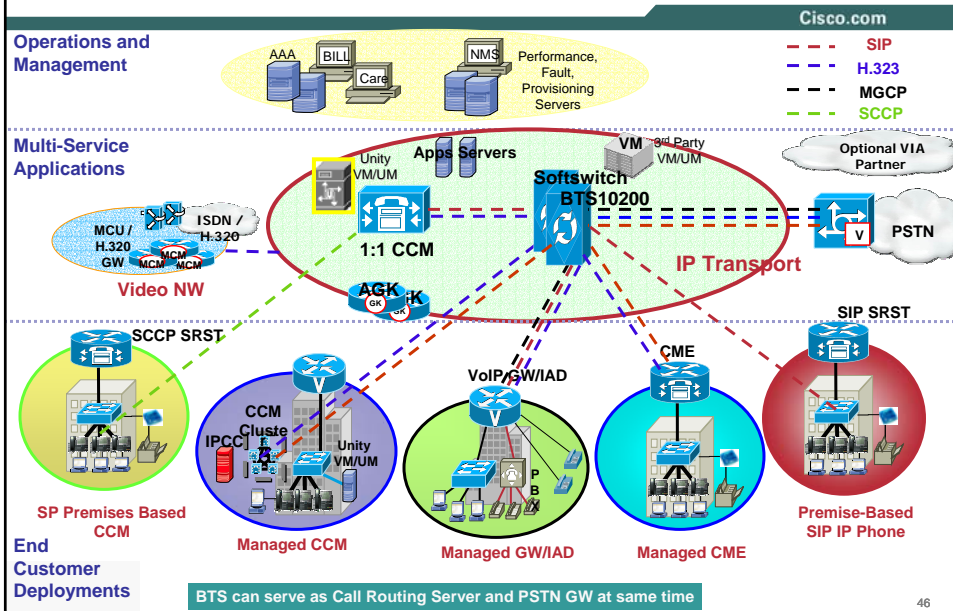 Cisco.com
Operations and
Management
AAA
BILL
Care
NMS
Performance,
Fault,
Provisioning
Servers
SIP
H.323
MGCP
SCCP
Multi-Service
Applications
Unity
VM/UM
Apps Servers
VM
3rd Party
VM/UM
Optional VIA
Partner
Softswitch
BTS10200
1:1 CCM
V
PSTN
ISDN /
H.320
MCU /
H.320
GW
MCM
MCM
MCM
Video NW
IP Transport
AGK
GK
GK
SCCP SRST
SIP SRST
CME
VoIP GW/IAD
V
V
CCM
Cluste
IPCC
Unity
VM/UM
P
B
X
SP Premises Based
CCM
Managed CCM
Managed GW/IAD
Managed CME
Premise-Based
SIP IP Phone
End
Customer
Deployments
BTS can serve as Call Routing Server and PSTN GW at same time
46